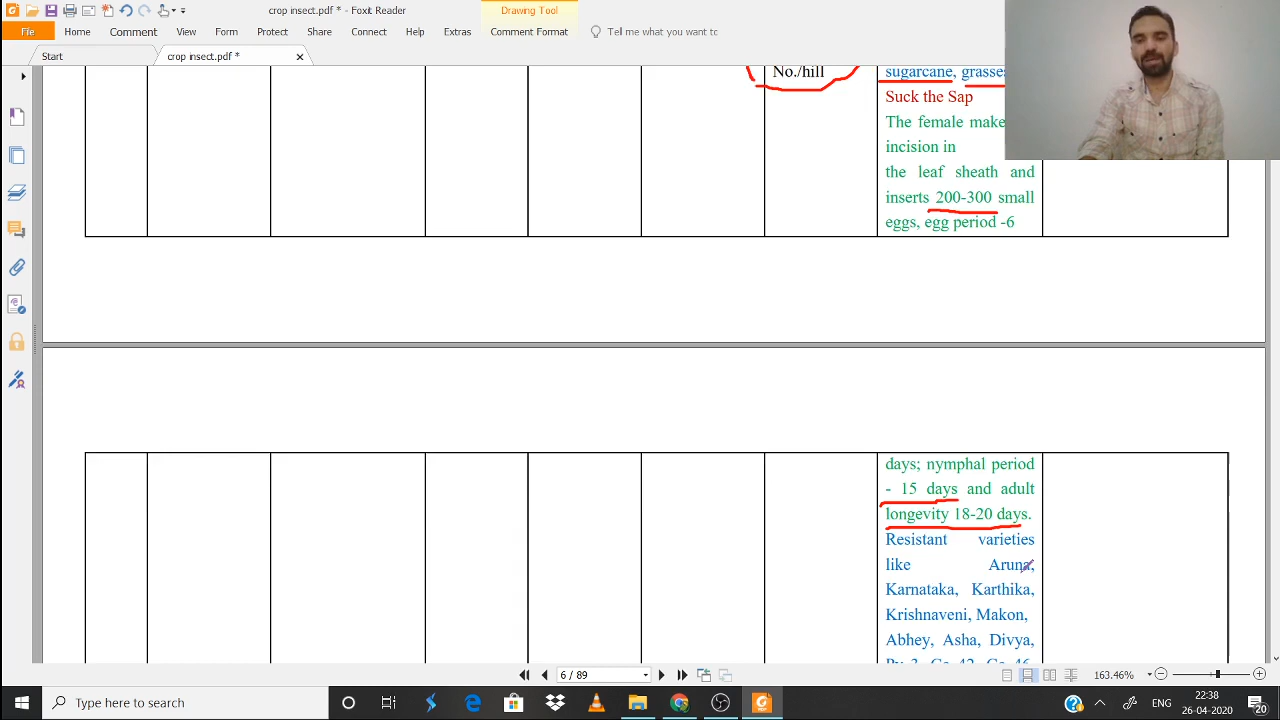 crop insect.pdf * - Foxit Reader
Drawing Tool
File Home Comment View Form Protect Share Connect Help Extras Comment Format Tell me what you want to
Start crop insect.pdf *
No./hill
sugarcane, grasses
Suck the Sap
The female make
incision in
the leaf sheath and
inserts 200-300 small
eggs, egg period -6
days; nymphal period
- 15 days and adult
longevity 18-20 days.
Resistant varieties
like Aruna,
Karnataka, Karthika,
Krishnaveni, Makon,
Abhey, Asha, Divya,
6 / 89
163.46%
Type here to search
22:38
26-04-2020
20